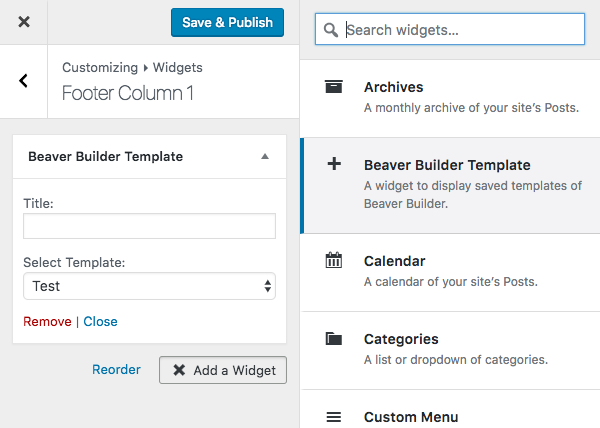 Save & Publish
Customizing ▸ Widgets
Footer Column 1
Beaver Builder Template
Title:
Select Template:
Test
Remove | Close
Reorder
Add a Widget
Search widgets...
Archives
A monthly archive of your site's Posts.
Beaver Builder Template
A widget to display saved templates of
Beaver Builder.
Calendar
A calendar of your site's Posts.
Categories
A list or dropdown of categories.
Custom Menu